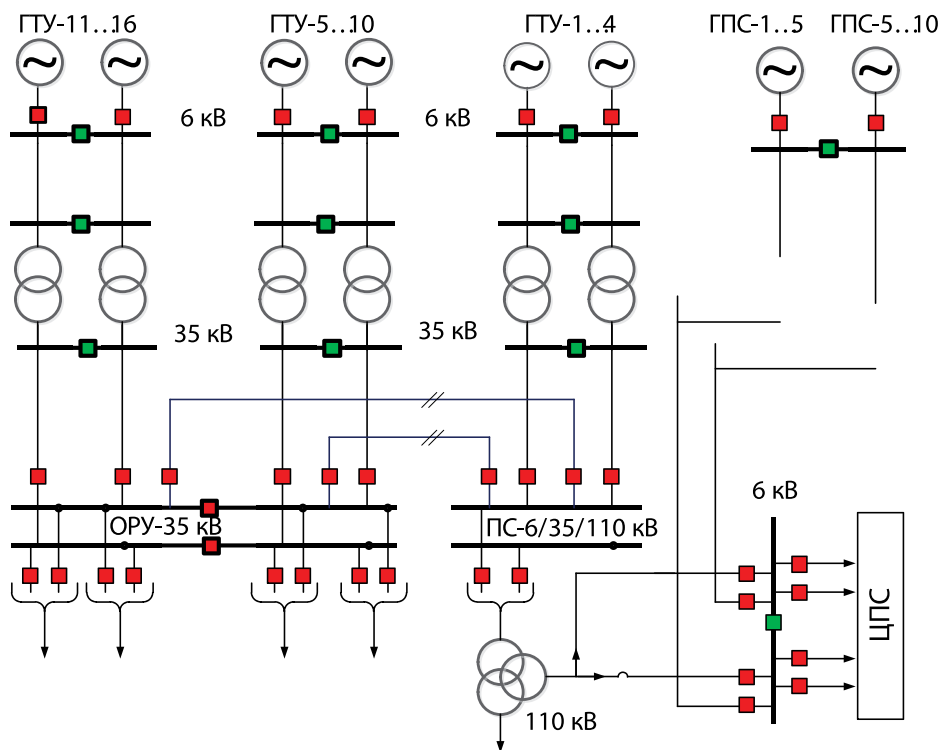 ГТУ-11...16
ГТУ-5...10
ГТУ-1...4
ГПС-1...5
ГПС-5...10
6 кВ
6 кВ
35 кВ
35 кВ
6 кВ
ОРУ-35 кВ
ПС-6/35/110 кВ
ЦПС
110 кВ